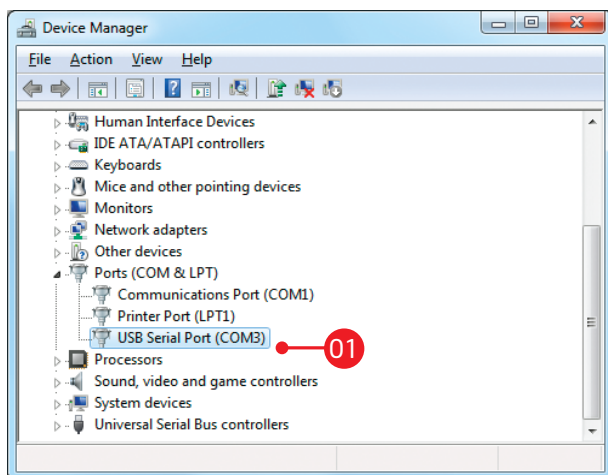 Device Manager
File Action View Help
Human Interface Devices
IDE ATA/ATAPI controllers
Keyboards
Mice and other pointing devices
Monitors
Network adapters
Other devices
Ports (COM & LPT)
Communications Port (COM1)
Printer Port (LPT1)
USB Serial Port (COM3)
01
Processors
Sound, video and game controllers
System devices
Universal Serial Bus controllers